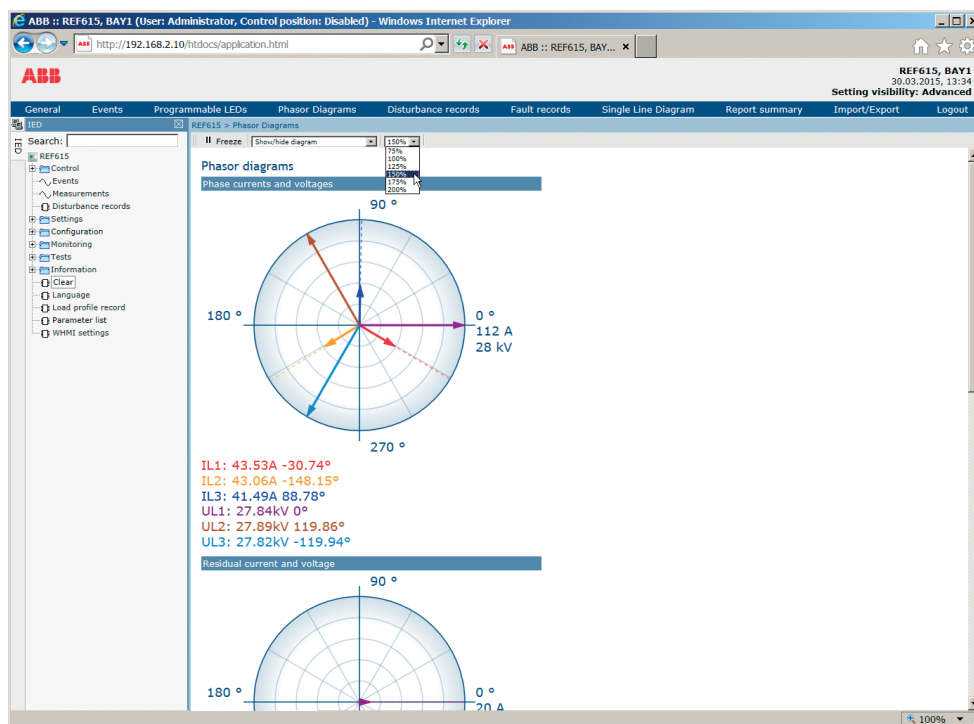 ABB :: REF615, BAY1 (User: Administrator, Control position: Disabled) - Windows Internet Explorer
http://192.168.2.10/htdocs/application.html
ABB
ABB :: REF615, BAY...
ABB
REF615, BAY1
30.03.2015, 13:34
Setting visibility: Advanced
General Events Programmable LEDs Phasor Diagrams Disturbance records Fault records Single Line Diagram Report summary Import/Export Logout
IED
IED
REF615 > Phasor Diagrams
Search:
Freeze
Show/hide diagram
150%
75%
100%
125%
150%
175%
200%
REF615
Control
Events
Measurements
Disturbance records
Settings
Configuration
Monitoring
Tests
Information
Clear
Language
Load profile record
Parameter list
WHMI settings
Phasor diagrams
Phase currents and voltages
90 °
180 °
0 °
112 A
28 kV
270 °
IL1: 43.53A -30.74°
IL2: 43.06A -148.15°
IL3: 41.49A 88.78°
UL1: 27.84kV 0°
UL2: 27.89kV 119.86°
UL3: 27.82kV -119.94°
Residual current and voltage
90 °
180 °
0 °
20 A
100%